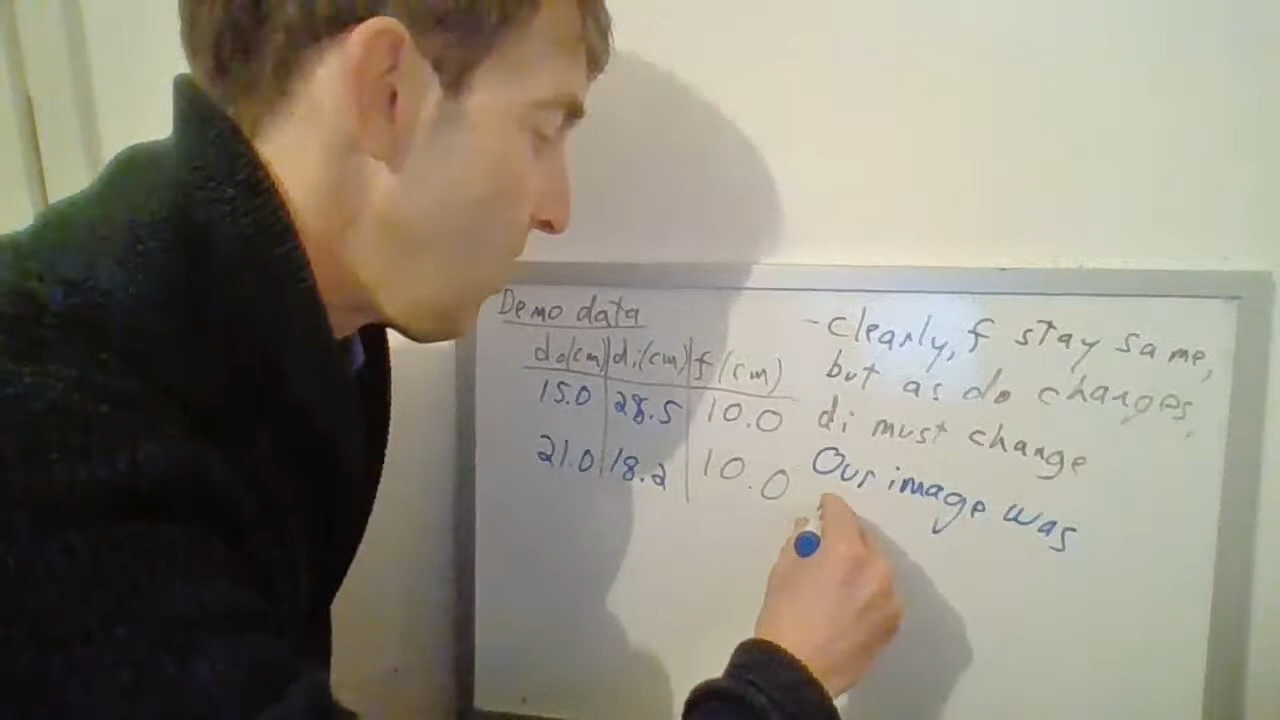 Demo data
do(cm) di(cm) f(cm)
15.0 28.5 10.0
21.0 18.2 10.0
-Clearly, f stay same,
but as do changes,
di must change
Our image was